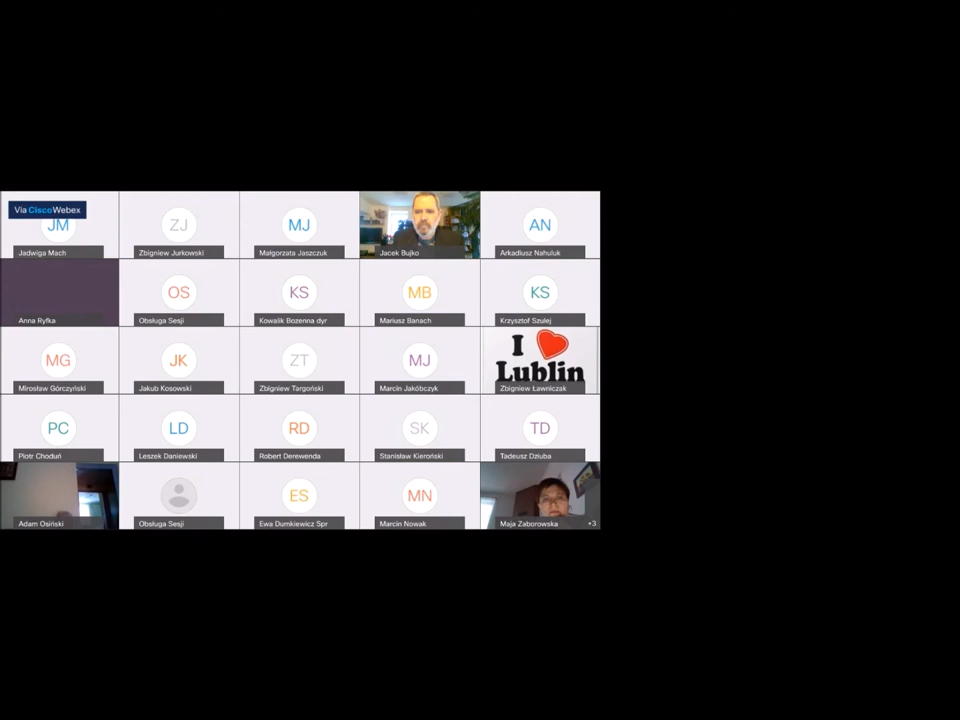 Via Cisco Webex
JM
ZJ
MJ
AN
Jadwiga Mach
Zbigniew Jurkowski
Małgorzata Jaszczuk
Jacek Bujko
Arkadiusz Nahuluk
OS
KS
MB
KS
Anna Ryfka
Obsługa Sesji
Kowalik Bozenna dyr
Mariusz Banach
Krzysztof Szulej
MG
JK
ZT
MJ
I
Lublin
Mirosław Górczyński
Jakub Kosowski
Zbigniew Targoński
Marcin Jakóbczyk
Zbigniew Ławniczak
PC
LD
RD
SK
TD
Piotr Choduń
Leszek Daniewski
Robert Derewenda
Stanisław Kieroński
Tadeusz Dziuba
ES
MN
Adam Osiński
Obsługa Sesji
Ewa Dumkiewicz Spr
Marcin Nowak
Maja Zaborowska
+3